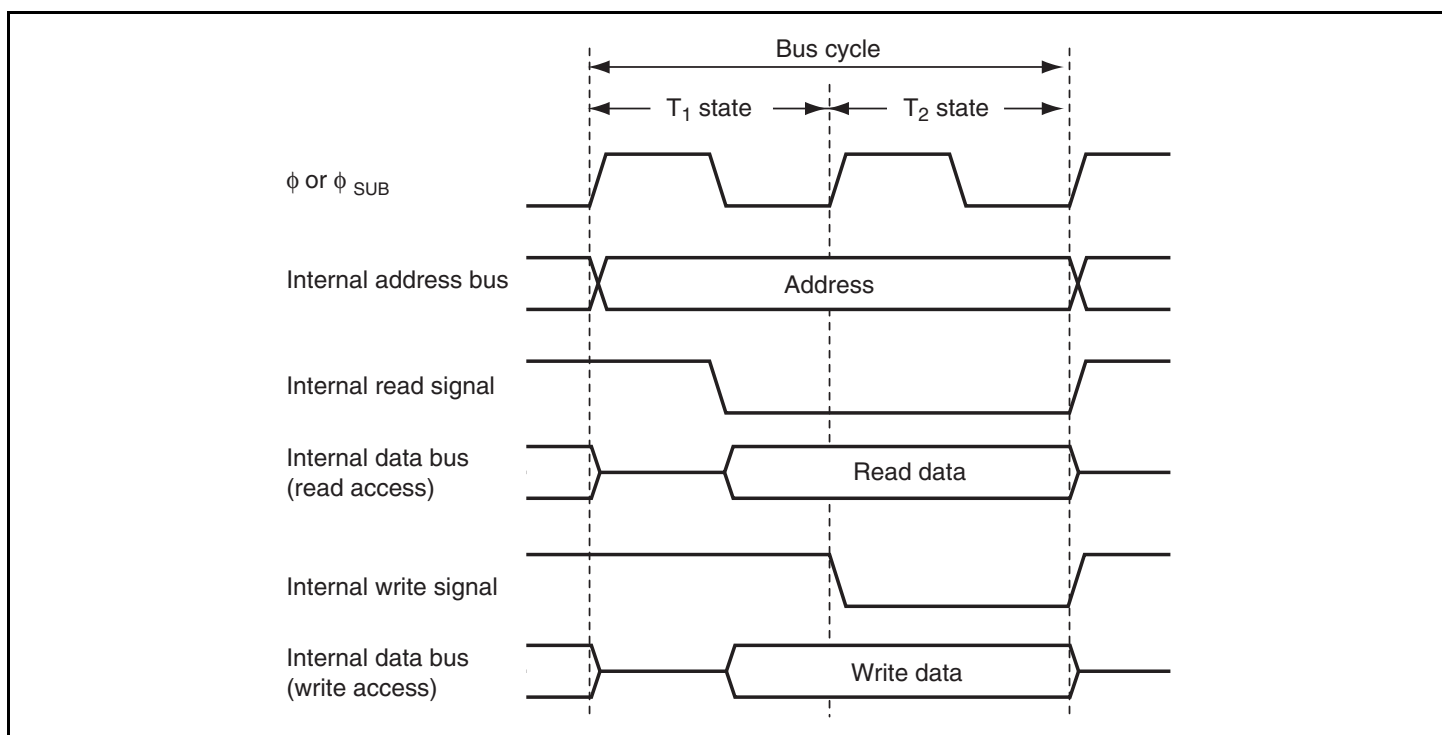 Bus cycle
T1 state
T2 state
ϕ or ϕ SUB
Internal address bus
Address
Internal read signal
Internal data bus
(read access)
Read data
Internal write signal
Internal data bus
(write access)
Write data